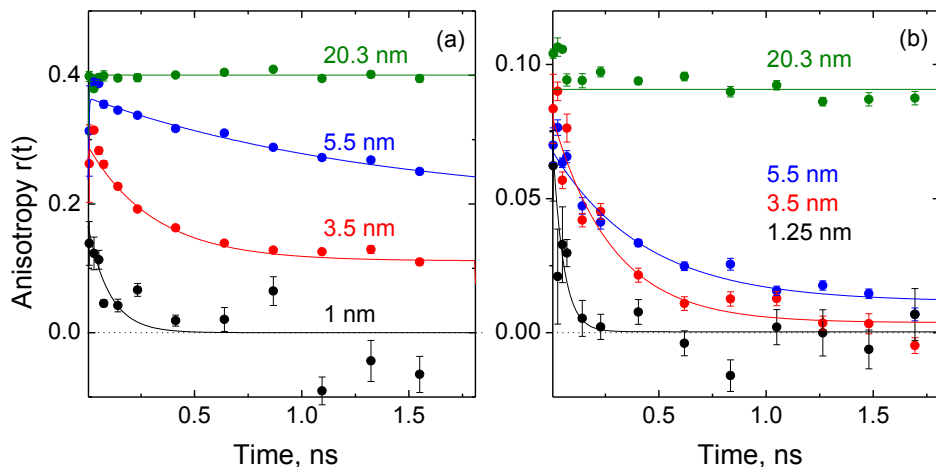 (a)
20.3 nm
0.4
5.5 nm
0.2
3.5 nm
1 nm
0.0
0.5
1.0
1.5
Time, ns
Anisotropy r(t)
(b)
0.10
20.3 nm
5.5 nm
0.05
3.5 nm
1.25 nm
0.00
0.5
1.0
1.5
Time, ns